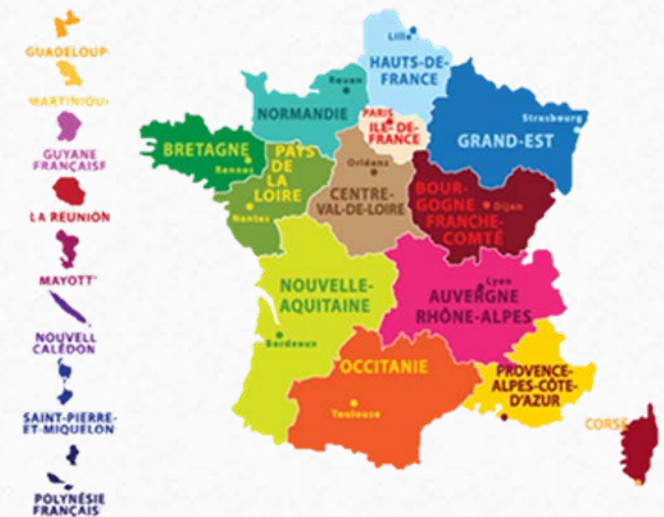 GUADELOUP
MARTINIQU
GUYANE
FRANÇAISE
LA REUNION
MAYOTT
NOUVELL
CALÉDON
SAINT-PIERRE-
ET-MIQUELON
POLYNÉSIE
FRANÇAIS
Lille
HAUTS-DE-
FRANCE
Rouen
NORMANDIE
PARIS
ILE-DE-
FRANCE
Strasbourg
GRAND-EST
BRETAGNE
Rennes
PAYS
DE
LA
LOIRE
Nantes
Orléans
CENTRE-
VAL-DE-LOIRE
BOUR-
GOGNE
FRANCHE-
COMTÉ
Dijon
NOUVELLE-
AQUITAINE
Bordeaux
Lyon
AUVERGNE
RHÔNE-ALPES
OCCITANIE
Toulouse
PROVENCE-
ALPES-CÔTE-
D'AZUR
CORSE